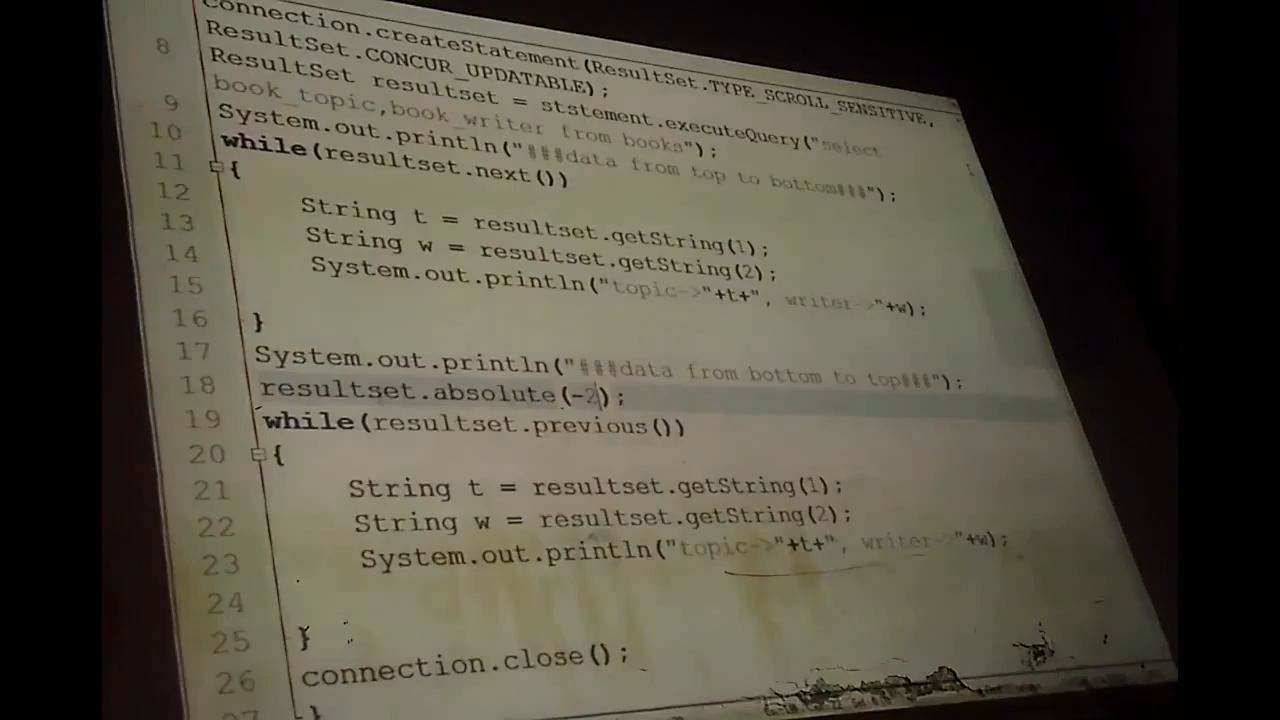 connection.createStatement(ResultSet.TYPE_SCROLL_SENSITIVE,
ResultSet.CONCUR_UPDATABLE);
8 ResultSet resultset = ststement.executeQuery("select
book_topic,book_writer from books");
9 System.out.println("###data from top to bottom###");
10 while(resultset.next())
11 {
12
13 String t = resultset.getString(1);
14 String w = resultset.getString(2);
15 System.out.println("topic->"+t+", writer->"+w);
16 }
17 System.out.println("###data from bottom to top###");
18 resultset.absolute(-2);
19 while(resultset.previous())
20 {
21 String t = resultset.getString(1);
22 String w = resultset.getString(2);
23 System.out.println("topic->"+t+", writer->"+w);
24
25 }
26 connection.close();
27 }